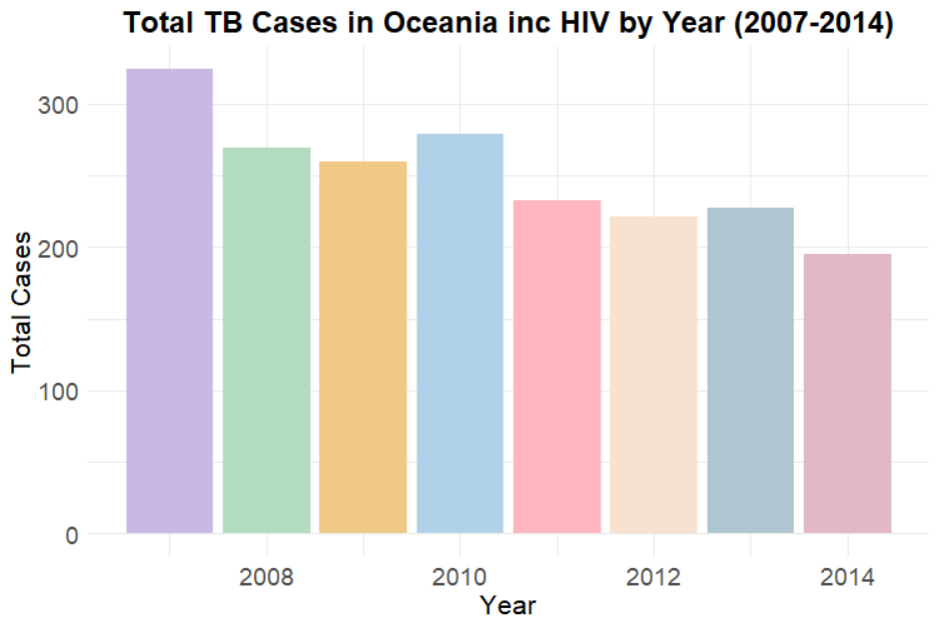 Total TB Cases in Oceania inc HIV by Year (2007-2014)
Total Cases
300
200
100
0
2008 2010 2012 2014
Year